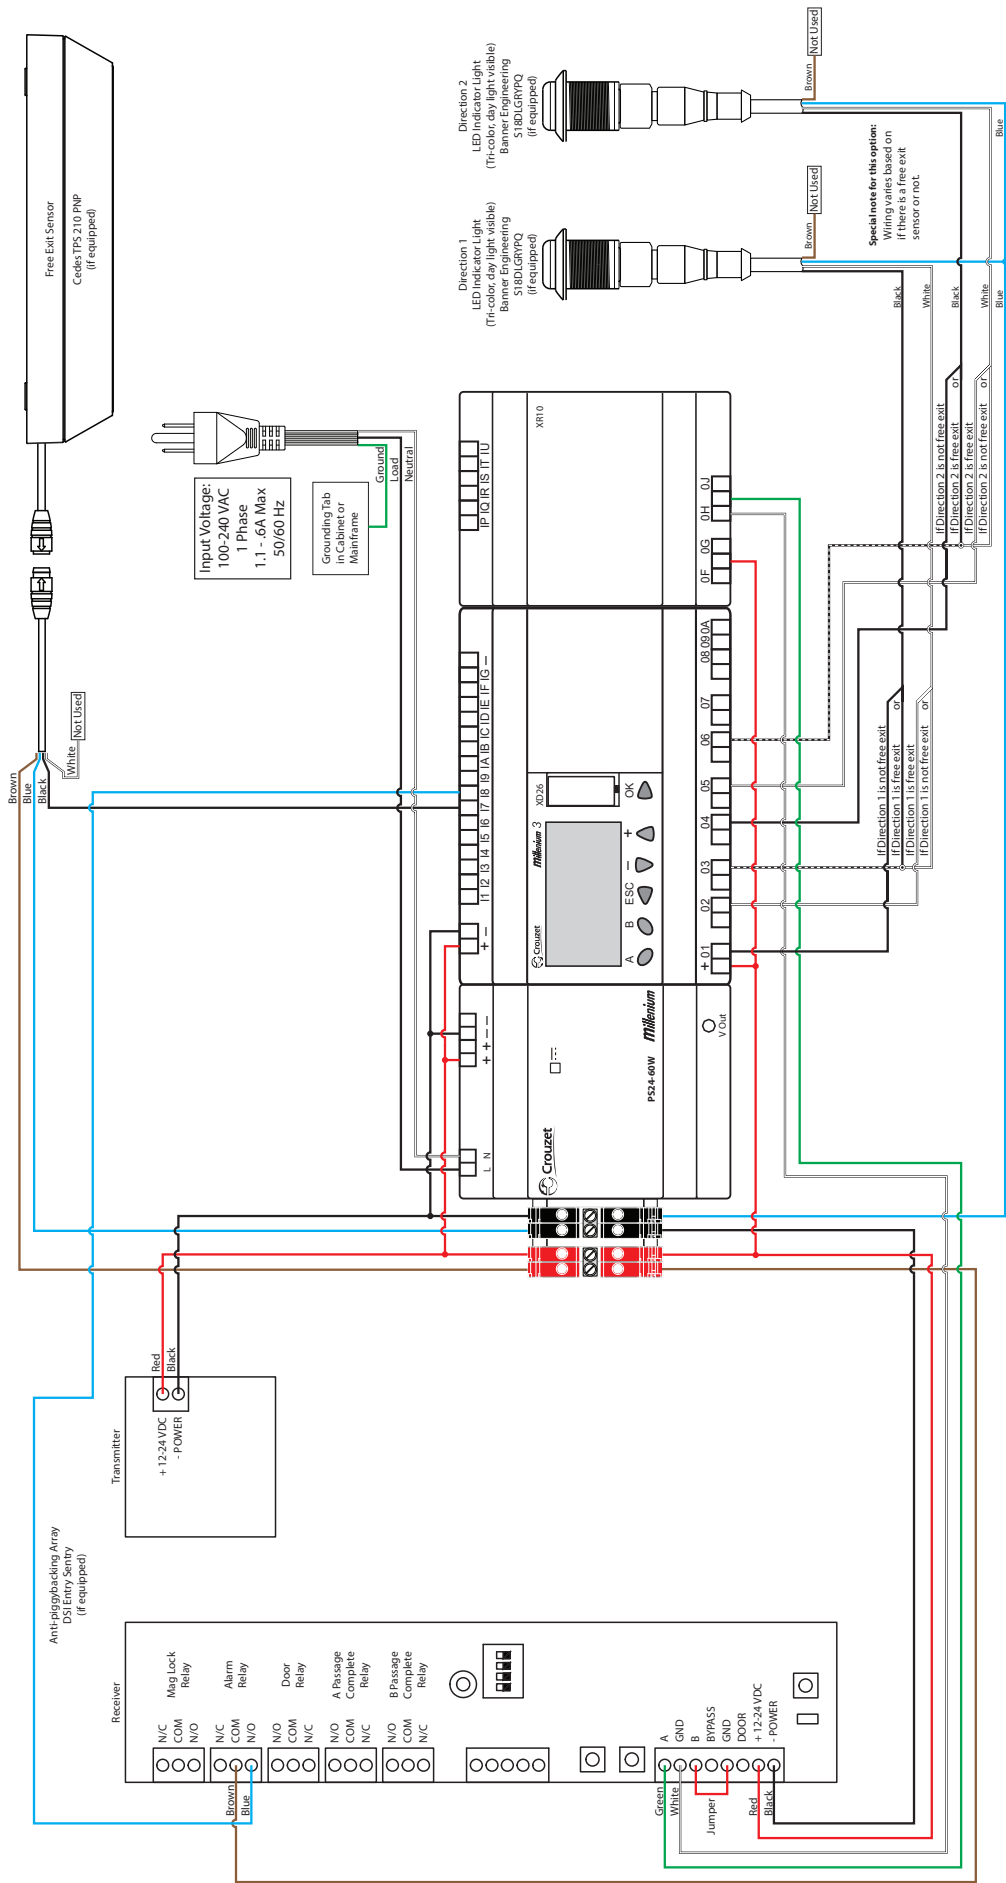 Free Exit Sensor
Cedes TPS 210 PNP
(if equipped)
Brown
Blue
Black
White
Not Used
Input Voltage:
100-240 VAC
1 Phase
1.1 - .6A Max
50/60 Hz
Grounding Tab
in Cabinet or
Mainframe
Ground
Load
Neutral
Direction 2
LED Indicator Light
(Tri-color, day light visible)
Banner Engineering
S18DLGRYPQ
(if equipped)
Brown
Not Used
Blue
Direction 1
LED Indicator Light
(Tri-color, day light visible)
Banner Engineering
S18DLGRYPQ
(if equipped)
Brown
Not Used
Special note for this option:
Wiring varies based on
if there is a free exit
sensor or not.
Black
White
Black
White
Blue
If Direction 2 is not free exit
or
If Direction 2 is free exit
If Direction 2 is free exit
or
If Direction 2 is not free exit
If Direction 1 is not free exit
or
If Direction 1 is free exit
If Direction 1 is free exit
or
If Direction 1 is not free exit
XR10
IP IQ IR IS IT IU
0F 0G 0H 0J
+ − I1 I2 I3 I4 I5 I6 I7 I8 I9 IA IB IC ID IE IF IG −
Crouzet
millenium 3
XD26
A B ESC − + OK
+ 01 02 03 04 05 06 07 08 09 0A
L N + + − −
Crouzet
PS24-60W
millenium
V Out
Transmitter
Red
Black
+ 12-24 VDC
- POWER
Anti-piggybacking Array
DSI Entry Sentry
(if equipped)
Receiver
N/C
COM
N/O
Mag Lock
Relay
N/C
COM
N/O
Alarm
Relay
Brown
Blue
N/O
COM
N/C
Door
Relay
N/O
COM
N/C
A Passage
Complete
Relay
N/O
COM
N/C
B Passage
Complete
Relay
A
GND
B
BYPASS
GND
DOOR
+ 12-24 VDC
- POWER
Green
White
Jumper
Red
Black